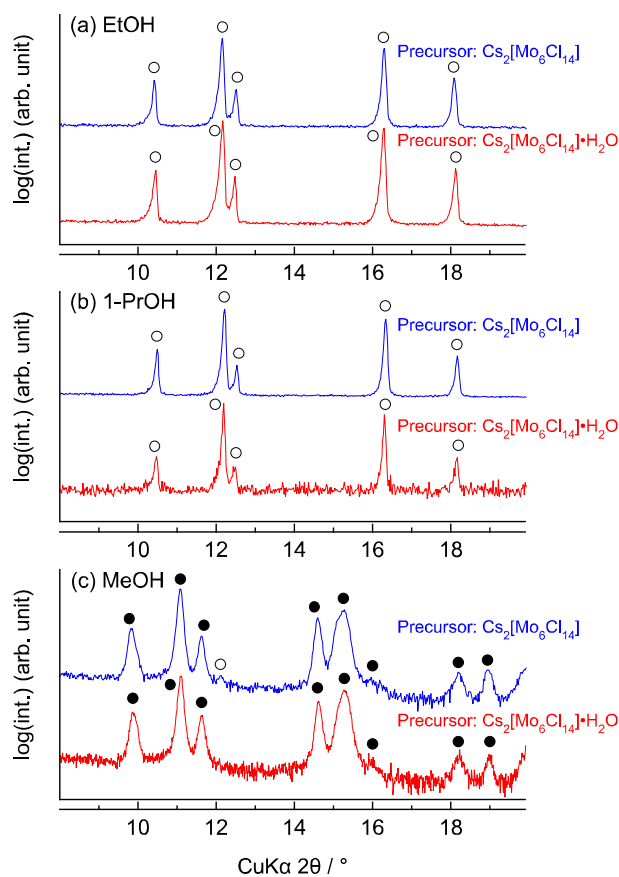 (a) EtOH
Precursor: Cs₂[Mo₆Cl₁₄]
Precursor: Cs₂[Mo₆Cl₁₄]•H₂O
log(int.) (arb. unit)
10 12 14 16 18
(b) 1-PrOH
Precursor: Cs₂[Mo₆Cl₁₄]
Precursor: Cs₂[Mo₆Cl₁₄]•H₂O
log(int.) (arb. unit)
10 12 14 16 18
(c) MeOH
Precursor: Cs₂[Mo₆Cl₁₄]
Precursor: Cs₂[Mo₆Cl₁₄]•H₂O
log(int.) (arb. unit)
10 12 14 16 18
CuKα 2θ / °